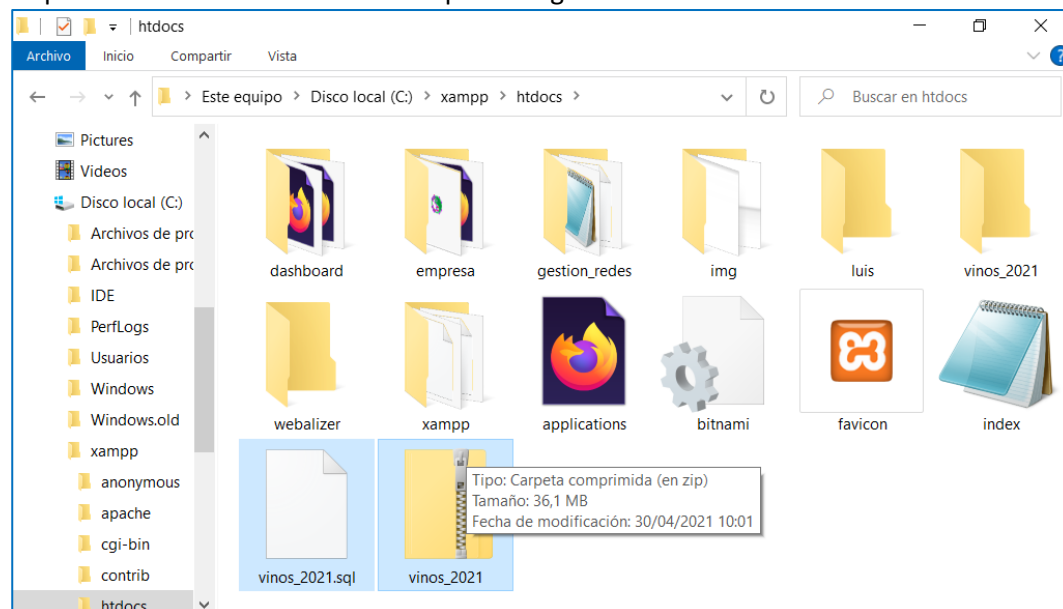 htdocs
Archivo Inicio Compartir Vista
Este equipo > Disco local (C:) > xampp > htdocs >
Buscar en htdocs
Pictures
Videos
Disco local (C:)
Archivos de pro
Archivos de pro
IDE
PerfLogs
Usuarios
Windows
Windows.old
xampp
anonymous
apache
cgi-bin
contrib
htdocs
dashboard empresa gestion_redes img luis vinos_2021
webalizer xampp applications bitnami favicon index
Tipo: Carpeta comprimida (en zip)
Tamaño: 36,1 MB
Fecha de modificación: 30/04/2021 10:01
vinos_2021.sql vinos_2021